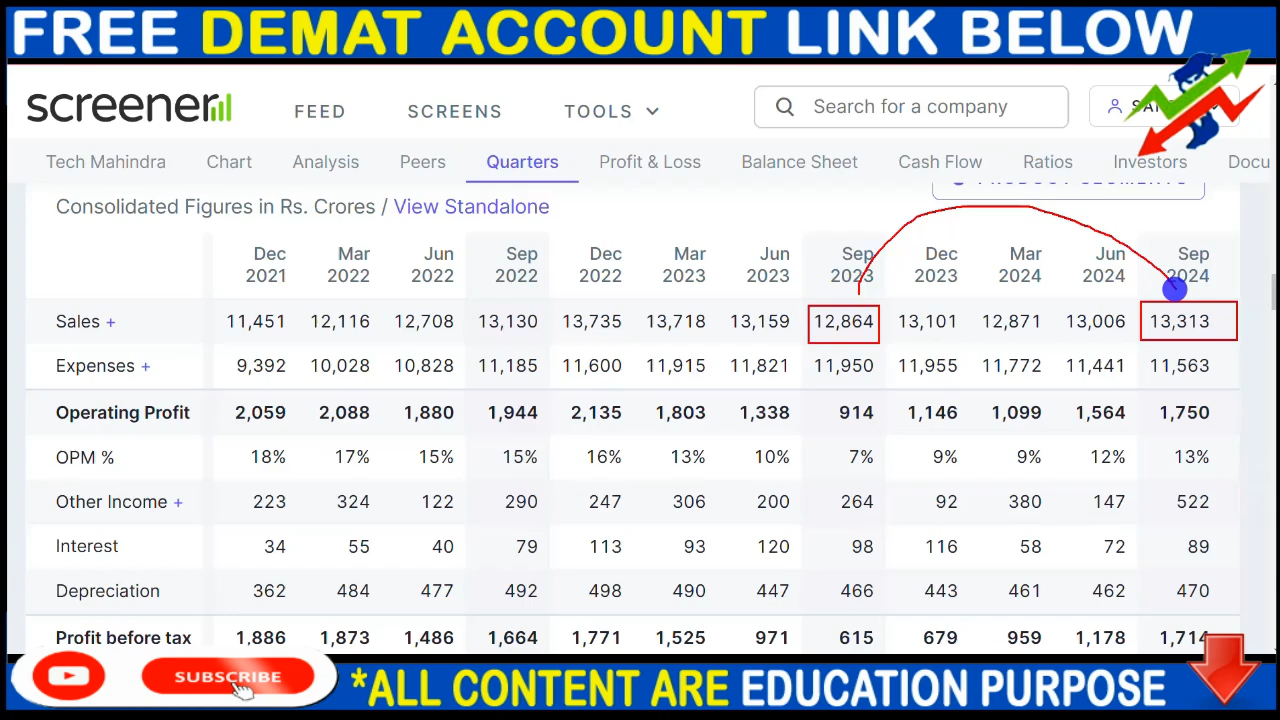 FREE DEMAT ACCOUNT LINK BELOW
screener
FEED SCREENS TOOLS
Search for a company
Tech Mahindra Chart Analysis Peers Quarters Profit & Loss Balance Sheet Cash Flow Ratios Investors Docu
PRODUCT SEGMENTS
Consolidated Figures in Rs. Crores / View Standalone
Dec 2021 Mar 2022 Jun 2022 Sep 2022 Dec 2022 Mar 2023 Jun 2023 Sep 2023 Dec 2023 Mar 2024 Jun 2024 Sep 2024
Sales + 11,451 12,116 12,708 13,130 13,735 13,718 13,159 12,864 13,101 12,871 13,006 13,313
Expenses + 9,392 10,028 10,828 11,185 11,600 11,915 11,821 11,950 11,955 11,772 11,441 11,563
Operating Profit 2,059 2,088 1,880 1,944 2,135 1,803 1,338 914 1,146 1,099 1,564 1,750
OPM % 18% 17% 15% 15% 16% 13% 10% 7% 9% 9% 12% 13%
Other Income + 223 324 122 290 247 306 200 264 92 380 147 522
Interest 34 55 40 79 113 93 120 98 116 58 72 89
Depreciation 362 484 477 492 498 490 447 466 443 461 462 470
Profit before tax 1,886 1,873 1,486 1,664 1,771 1,525 971 615 679 959 1,178 1,714
SUBSCRIBE
*ALL CONTENT ARE EDUCATION PURPOSE